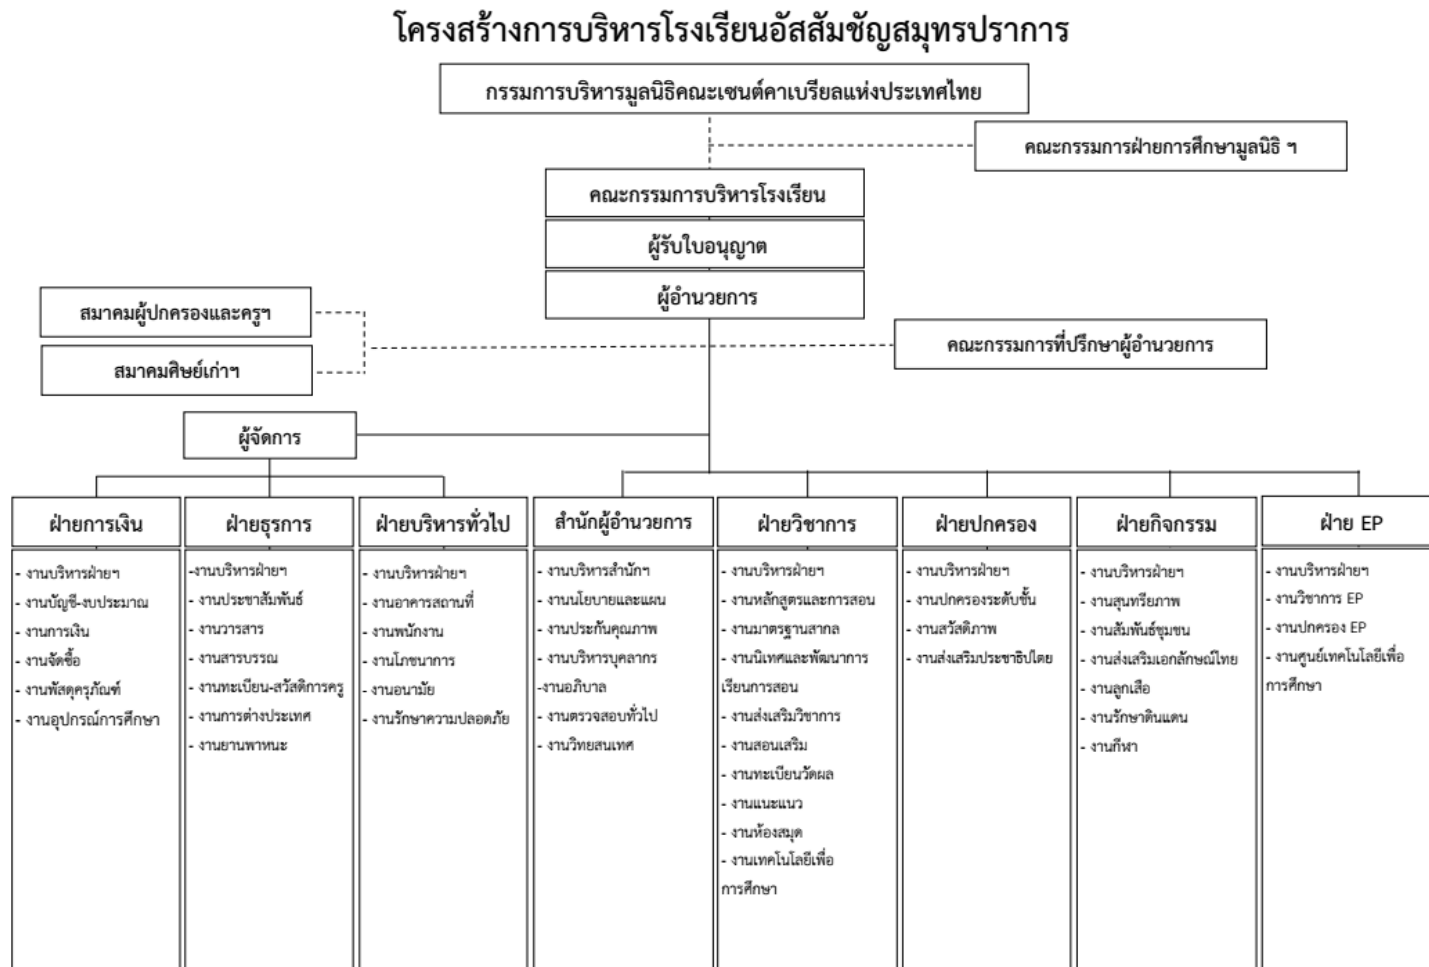 โครงสร้างการบริหารโรงเรียนอัสสัมชัญสมุทรปราการ
กรรมการบริหารมูลนิธิคณะเซนต์คาเบรียลแห่งประเทศไทย
คณะกรรมการฝ่ายการศึกษามูลนิธิ ฯ
คณะกรรมการบริหารโรงเรียน
ผู้รับใบอนุญาต
ผู้อำนวยการ
สมาคมผู้ปกครองและครูฯ
สมาคมศิษย์เก่าฯ
คณะกรรมการที่ปรึกษาผู้อำนวยการ
ผู้จัดการ
ฝ่ายการเงิน
- งานบริหารฝ่ายฯ
- งานบัญชี-งบประมาณ
- งานการเงิน
- งานจัดซื้อ
- งานพัสดุครุภัณฑ์
- งานอุปกรณ์การศึกษา
ฝ่ายธุรการ
-งานบริหารฝ่ายฯ
- งานประชาสัมพันธ์
- งานวารสาร
- งานสารบรรณ
- งานทะเบียน-สวัสดิการครู
- งานการต่างประเทศ
- งานยานพาหนะ
ฝ่ายบริหารทั่วไป
- งานบริหารฝ่ายฯ
- งานอาคารสถานที่
- งานพนักงาน
- งานโภชนาการ
- งานอนามัย
- งานรักษาความปลอดภัย
สำนักผู้อำนวยการ
- งานบริหารสำนักฯ
- งานนโยบายและแผน
- งานประกันคุณภาพ
- งานบริหารบุคลากร
-งานอภิบาล
- งานตรวจสอบทั่วไป
- งานวิทยสนเทศ
ฝ่ายวิชาการ
- งานบริหารฝ่ายฯ
- งานหลักสูตรและการสอน
- งานมาตรฐานสากล
- งานนิเทศและพัฒนาการ
เรียนการสอน
- งานส่งเสริมวิชาการ
- งานสอนเสริม
- งานทะเบียนวัดผล
- งานแนะแนว
- งานห้องสมุด
- งานเทคโนโลยีเพื่อ
การศึกษา
ฝ่ายปกครอง
- งานบริหารฝ่ายฯ
- งานปกครองระดับชั้น
- งานสวัสดิภาพ
- งานส่งเสริมประชาธิปไตย
ฝ่ายกิจกรรม
- งานบริหารฝ่ายฯ
- งานสุนทรียภาพ
- งานสัมพันธ์ชุมชน
- งานส่งเสริมเอกลักษณ์ไทย
- งานลูกเสือ
- งานรักษาดินแดน
- งานกีฬา
ฝ่าย EP
- งานบริหารฝ่ายฯ
- งานวิชาการ EP
- งานปกครอง EP
- งานศูนย์เทคโนโลยีเพื่อ
การศึกษา